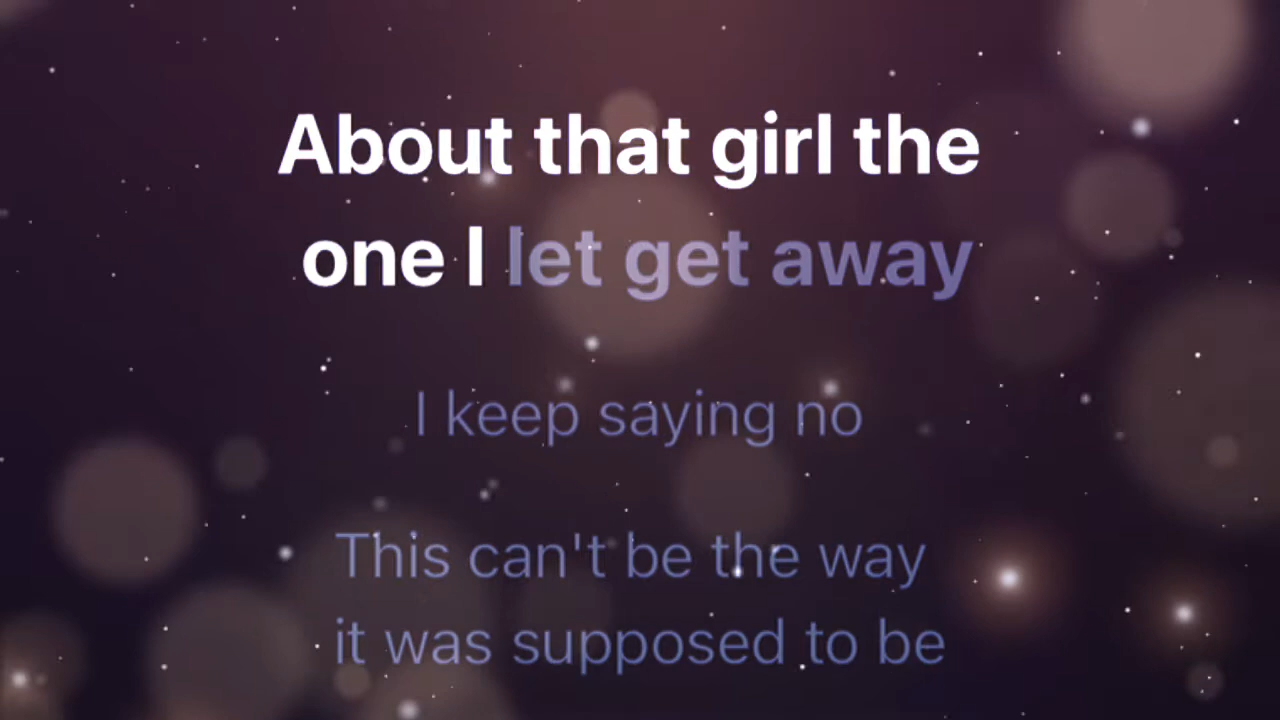 About that girl the
one I let get away
I keep saying no
This can't be the way
it was supposed to be